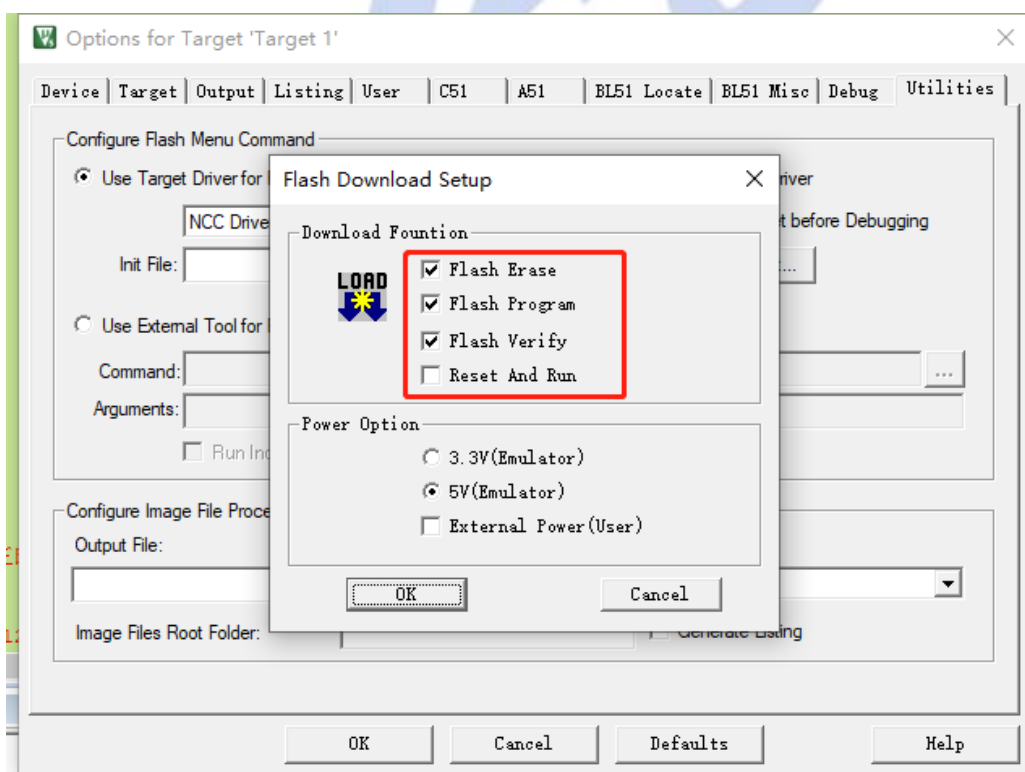 Options for Target 'Target 1'
Device Target Output Listing User C51 A51 BL51 Locate BL51 Misc Debug Utilities
Configure Flash Menu Command
Use Target Driver for
NCC Drive
Init File:
Use External Tool for
Command:
Arguments:
Run
Configure Image File
Output File:
Image Files Root Folder:
Flash Download Setup
Download Fountion
LOAD
Flash Erase
Flash Program
Flash Verify
Reset And Run
Power Option
3.3V(Emulator)
5V(Emulator)
External Power(User)
OK Cancel
before Debugging
...
...
Generate Listing
OK Cancel Defaults Help